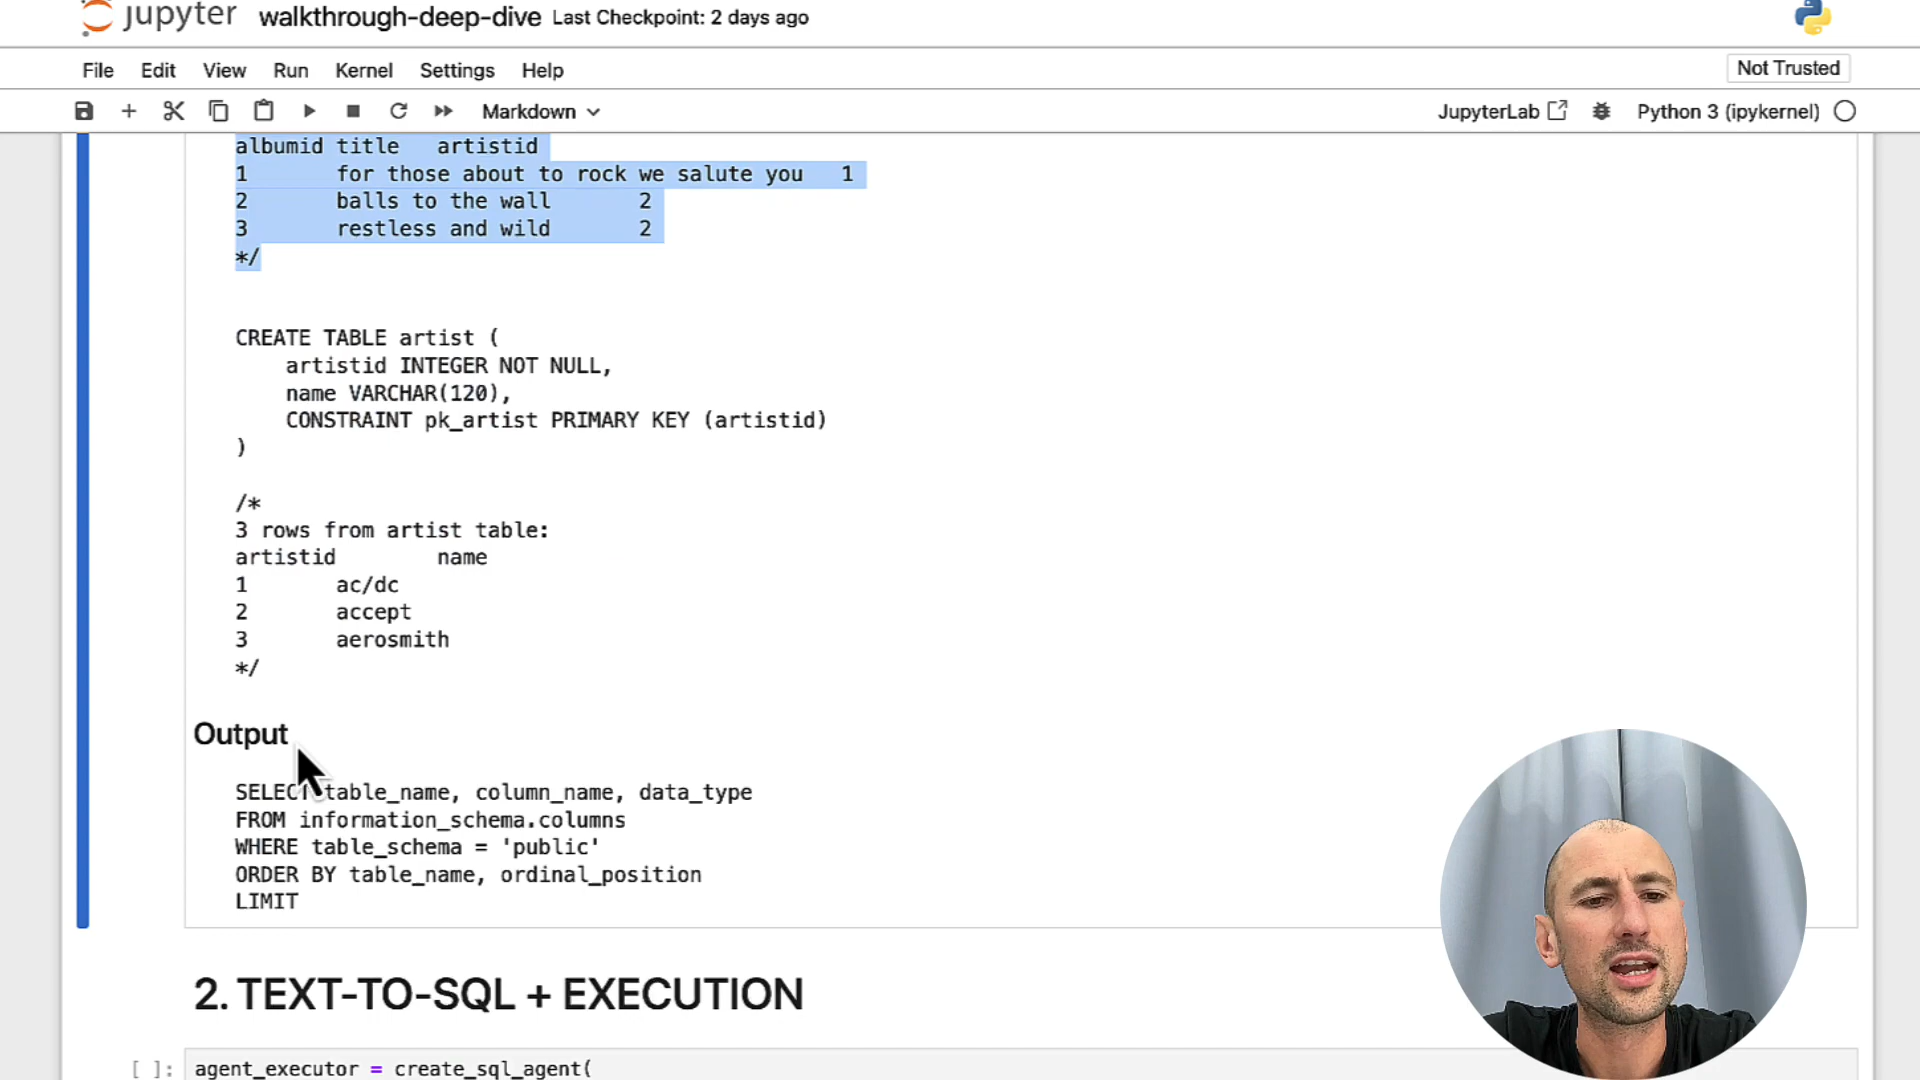 jupyter walkthrough-deep-dive Last Checkpoint: 2 days ago
File Edit View Run Kernel Settings Help Not Trusted
Markdown JupyterLab Python 3 (ipykernel)
albumid title artistid
1 for those about to rock we salute you 1
2 balls to the wall 2
3 restless and wild 2
*/
CREATE TABLE artist (
artistid INTEGER NOT NULL,
name VARCHAR(120),
CONSTRAINT pk_artist PRIMARY KEY (artistid)
)
/*
3 rows from artist table:
artistid name
1 ac/dc
2 accept
3 aerosmith
*/
Output
SELECT table_name, column_name, data_type
FROM information_schema.columns
WHERE table_schema = 'public'
ORDER BY table_name, ordinal_position
LIMIT
2. TEXT-TO-SQL + EXECUTION
[ ]: agent_executor = create_sql_agent(